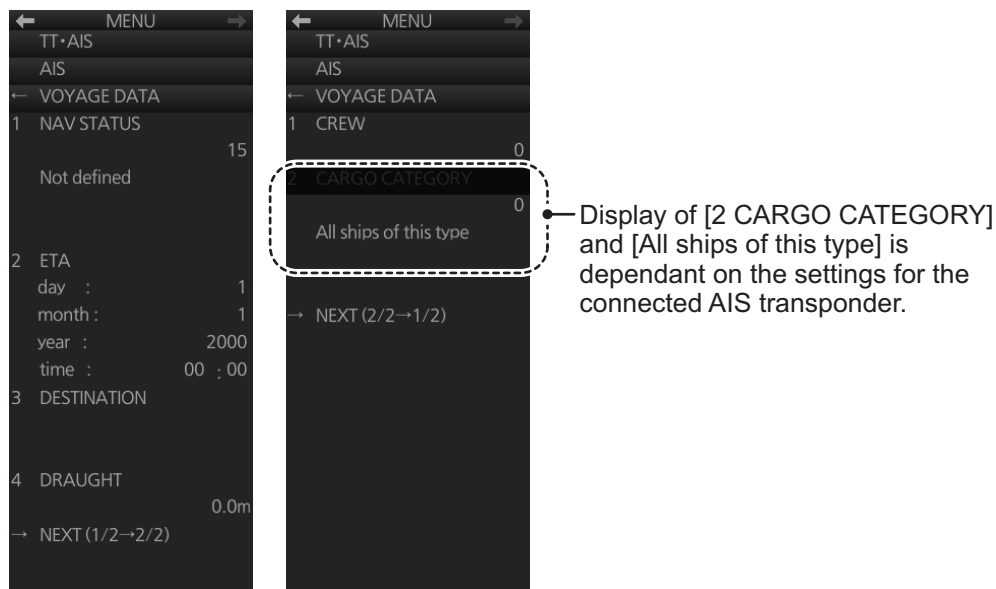 ← MENU →
TT•AIS
AIS
← VOYAGE DATA
1 NAV STATUS
15
Not defined
2 ETA
day : 1
month : 1
year : 2000
time : 00 : 00
3 DESTINATION
4 DRAUGHT
0.0m
→ NEXT (1/2→2/2)
← MENU →
TT•AIS
AIS
← VOYAGE DATA
1 CREW
0
2 CARGO CATEGORY
0
All ships of this type
→ NEXT (2/2→1/2)
Display of [2 CARGO CATEGORY]
and [All ships of this type] is
dependant on the settings for the
connected AIS transponder.